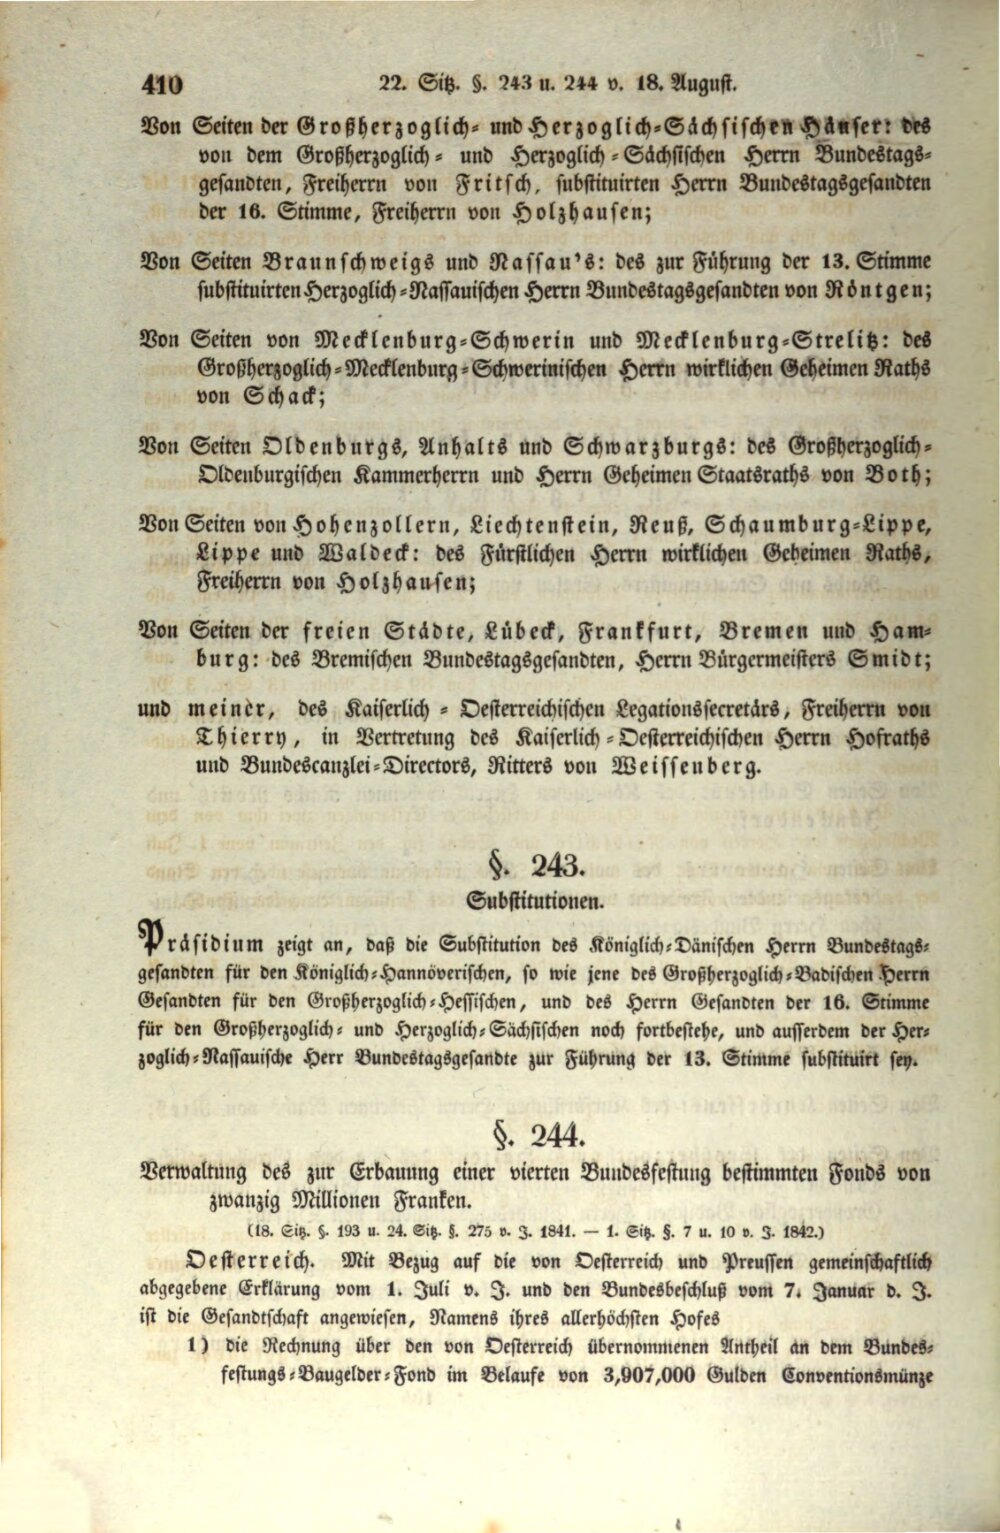 410 22. Sitz. §. 243 u. 244 v. 18. August.
Von Seiten der Großherzoglich- und Herzoglich-Sächsischen Häuser: des
von dem Großherzoglich- und Herzoglich-Sächsischen Herrn Bundestags-
gesandten, Freiherrn von Fritsch, substituirten Herrn Bundestagsgesandten
der 16. Stimme, Freiherrn von Holzhausen;
Von Seiten Braunschweigs und Nassau's: des zur Führung der 13. Stimme
substituirten Herzoglich-Nassauischen Herrn Bundestagsgesandten von Röntgen;
Von Seiten von Mecklenburg-Schwerin und Mecklenburg-Strelitz: des
Großherzoglich-Mecklenburg-Schwerinischen Herrn wirklichen Geheimen Raths
von Schack;
Von Seiten Oldenburgs, Anhalts und Schwarzburgs: des Großherzoglich-
Oldenburgischen Kammerherrn und Herrn Geheimen Staatsraths von Both;
Von Seiten von Hohenzollern, Liechtenstein, Reuß, Schaumburg-Lippe,
Lippe und Waldeck: des Fürstlichen Herrn wirklichen Geheimen Raths,
Freiherrn von Holzhausen;
Von Seiten der freien Städte, Lübeck, Frankfurt, Bremen und Ham-
burg: des Bremischen Bundestagsgesandten, Herrn Bürgermeisters Smidt;
und meiner, des Kaiserlich-Oesterreichischen Legationssecretärs, Freiherrn von
Thierry, in Vertretung des Kaiserlich-Oesterreichischen Herrn Hofraths
und Bundescanzlei-Directors, Ritters von Weissenberg.
§. 243.
Substitutionen.
Präsidium zeigt an, daß die Substitution des Königlich-Dänischen Herrn Bundestags-
gesandten für den Königlich-Hannöverischen, so wie jene des Großherzoglich-Badischen Herrn
Gesandten für den Großherzoglich-Hessischen, und des Herrn Gesandten der 16. Stimme
für den Großherzoglich- und Herzoglich-Sächsischen noch fortbestehe, und ausserdem der Her-
zoglich-Nassauische Herr Bundestagsgesandte zur Führung der 13. Stimme substituirt sey.
§. 244.
Verwaltung des zur Erbauung einer vierten Bundesfestung bestimmten Fonds von
zwanzig Millionen Franken.
(18. Sitz. §. 193 u. 24. Sitz. §. 275 v. J. 1841. — 1. Sitz. §. 7 u. 10 v. J. 1842.)
Oesterreich. Mit Bezug auf die von Oesterreich und Preussen gemeinschaftlich
abgegebene Erklärung vom 1. Juli v. J. und den Bundesbeschluß vom 7. Januar d. J.
ist die Gesandtschaft angewiesen, Namens ihres allerhöchsten Hofes
1) die Rechnung über den von Oesterreich übernommenen Antheil an dem Bundes-
festungs-Baugelder-Fond im Belaufe von 3,907,000 Gulden Conventionsmünze